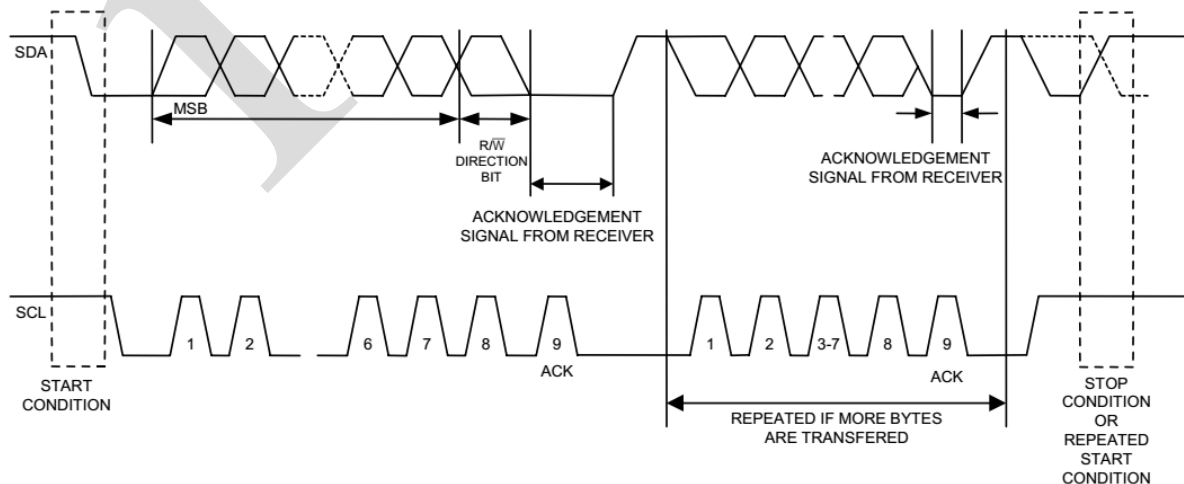 SDA
MSB
R/W̅
DIRECTION
BIT
ACKNOWLEDGEMENT
SIGNAL FROM RECEIVER
ACKNOWLEDGEMENT
SIGNAL FROM RECEIVER
SCL
1 2 6 7 8 9 1 2 3-7 8 9
ACK ACK
START
CONDITION
REPEATED IF MORE BYTES
ARE TRANSFERED
STOP
CONDITION
OR
REPEATED
START
CONDITION